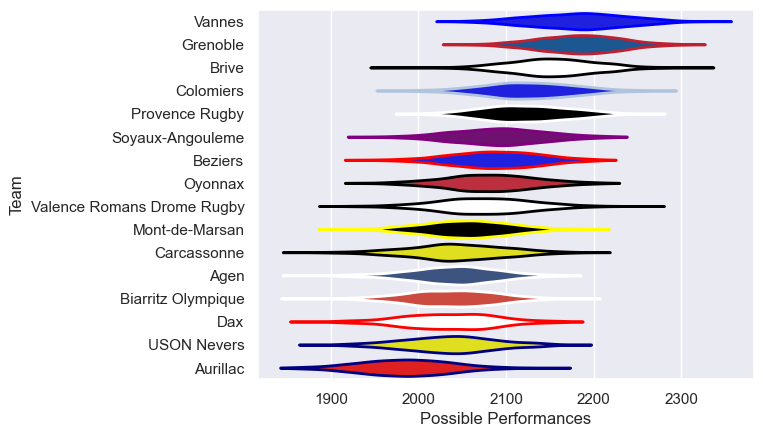 Vannes
Grenoble
Brive
Colomiers
Provence Rugby
Soyaux-Angouleme
Beziers
Oyonnax
Valence Romans Drome Rugby
Mont-de-Marsan
Carcassonne
Agen
Biarritz Olympique
Dax
USON Nevers
Aurillac
Team
1900 2000 2100 2200 2300
Possible Performances